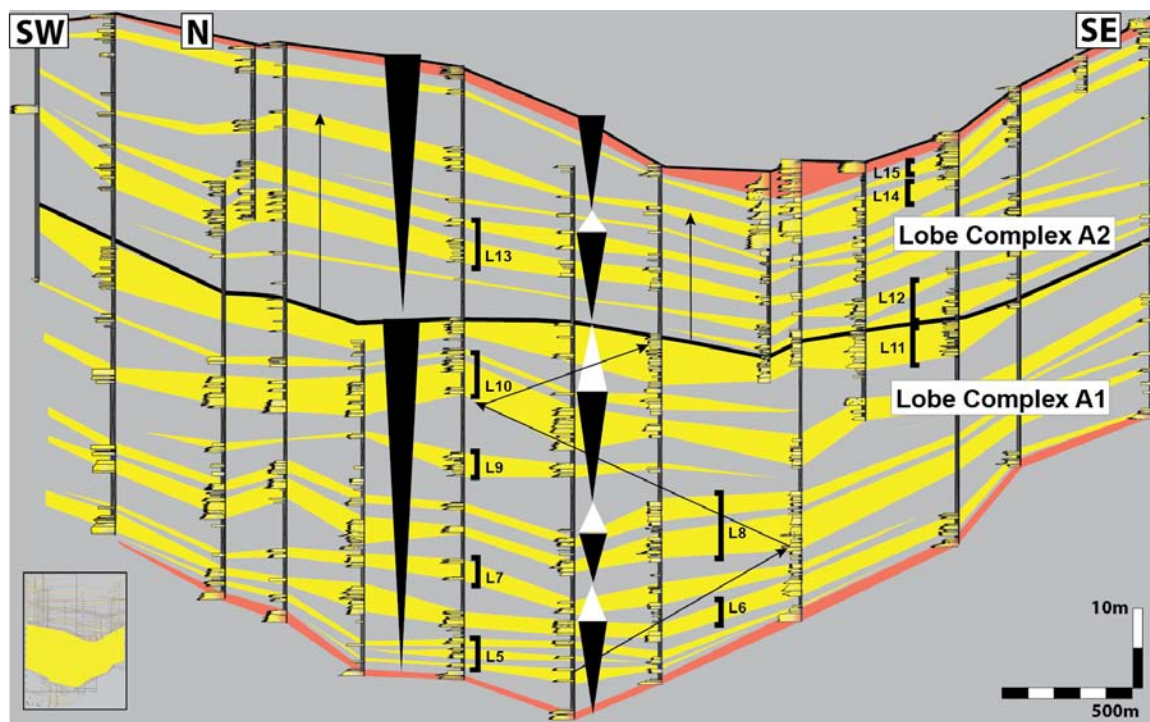 SW
N
SE
L15
L14
Lobe Complex A2
L13
L12
L11
L10
Lobe Complex A1
L9
L8
L7
L6
L5
10m
500m